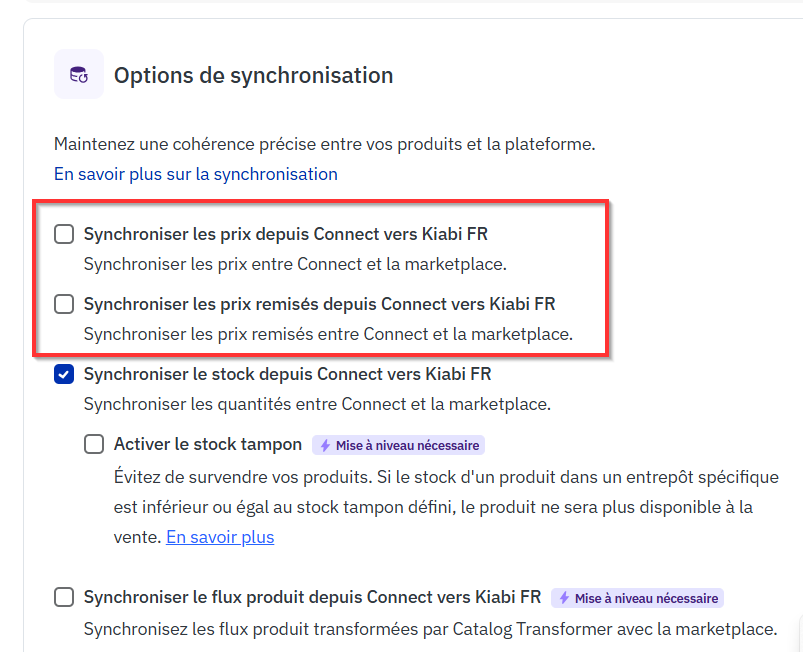 Options de synchronisation
Maintenez une cohérence précise entre vos produits et la plateforme.
En savoir plus sur la synchronisation
Synchroniser les prix depuis Connect vers Kiabi FR
Synchroniser les prix entre Connect et la marketplace.
Synchroniser les prix remisés depuis Connect vers Kiabi FR
Synchroniser les prix remisés entre Connect et la marketplace.
Synchroniser le stock depuis Connect vers Kiabi FR
Synchroniser les quantités entre Connect et la marketplace.
Activer le stock tampon Mise à niveau nécessaire
Évitez de survendre vos produits. Si le stock d'un produit dans un entrepôt spécifique
est inférieur ou égal au stock tampon défini, le produit ne sera plus disponible à la
vente. En savoir plus
Synchroniser le flux produit depuis Connect vers Kiabi FR Mise à niveau nécessaire
Synchronisez les flux produit transformées par Catalog Transformer avec la marketplace.